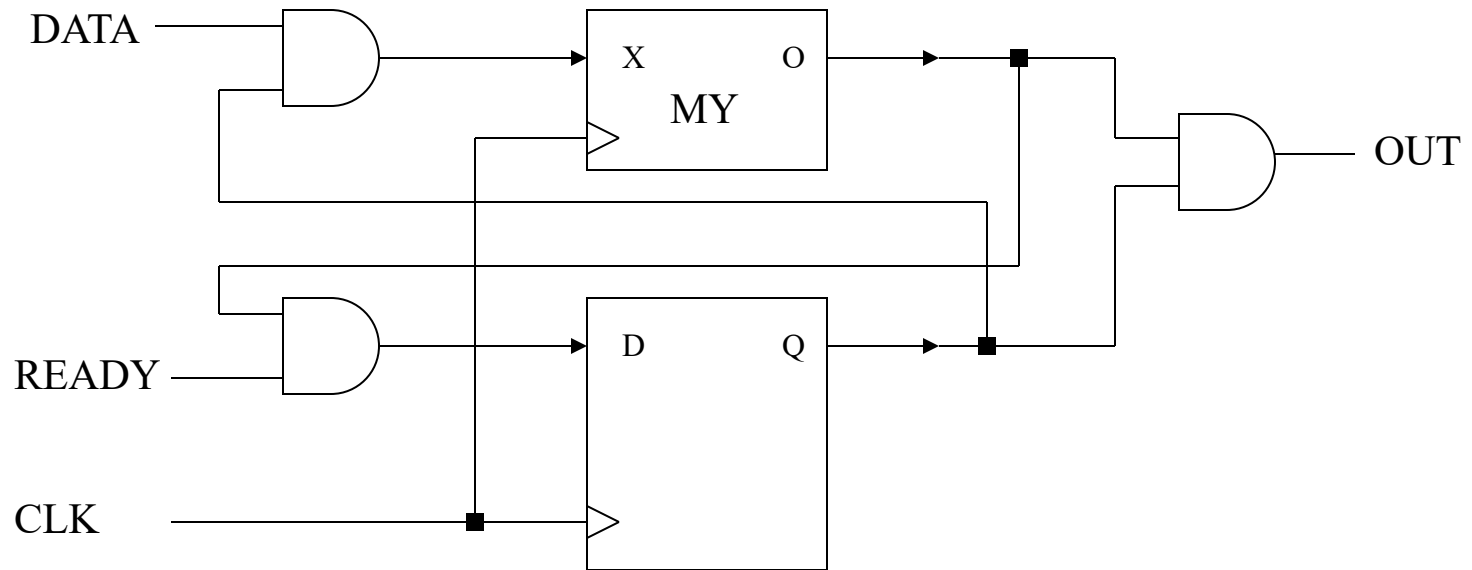 DATA
X O
MY
OUT
D Q
READY
CLK